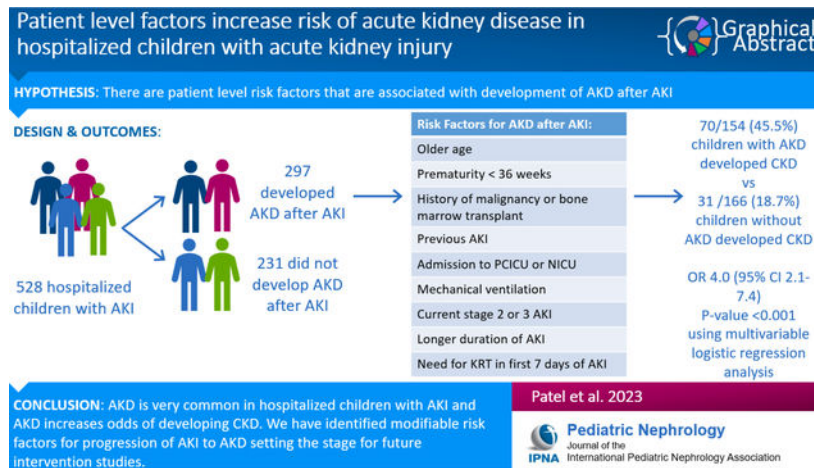 Patient level factors increase risk of acute kidney disease in
hospitalized children with acute kidney injury
Graphical
Abstract
HYPOTHESIS: There are patient level risk factors that are associated with development of AKD after AKI
DESIGN & OUTCOMES:
528 hospitalized
children with AKI
297
developed
AKD after AKI
231 did not
develop AKD
after AKI
Risk Factors for AKD after AKI:
Older age
Prematurity < 36 weeks
History of malignancy or bone
marrow transplant
Previous AKI
Admission to PCICU or NICU
Mechanical ventilation
Current stage 2 or 3 AKI
Longer duration of AKI
Need for KRT in first 7 days of AKI
70/154 (45.5%)
children with AKD
developed CKD
vs
31 /166 (18.7%)
children without
AKD developed CKD
OR 4.0 (95% CI 2.1-
7.4)
P-value <0.001
using multivariable
logistic regression
analysis
CONCLUSION: AKD is very common in hospitalized children with AKI and
AKD increases odds of developing CKD. We have identified modifiable risk
factors for progression of AKI to AKD setting the stage for future
intervention studies.
Patel et al. 2023
IPNA
Pediatric Nephrology
Journal of the
International Pediatric Nephrology Association